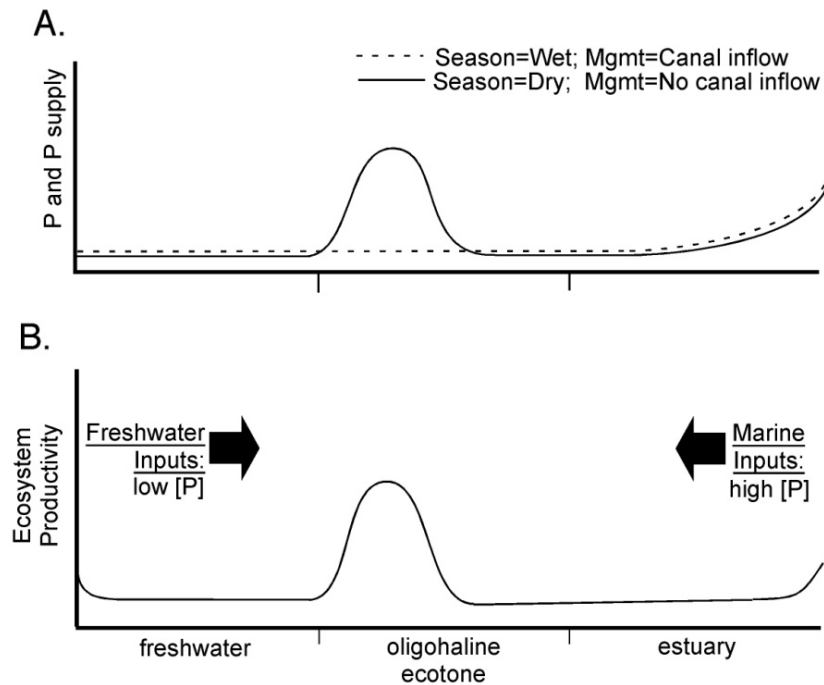 A.
Season=Wet; Mgmt=Canal inflow
Season=Dry; Mgmt=No canal inflow
P and P supply
B.
Ecosystem
Productivity
Freshwater
Inputs:
low [P]
Marine
Inputs:
high [P]
freshwater
oligohaline
ecotone
estuary